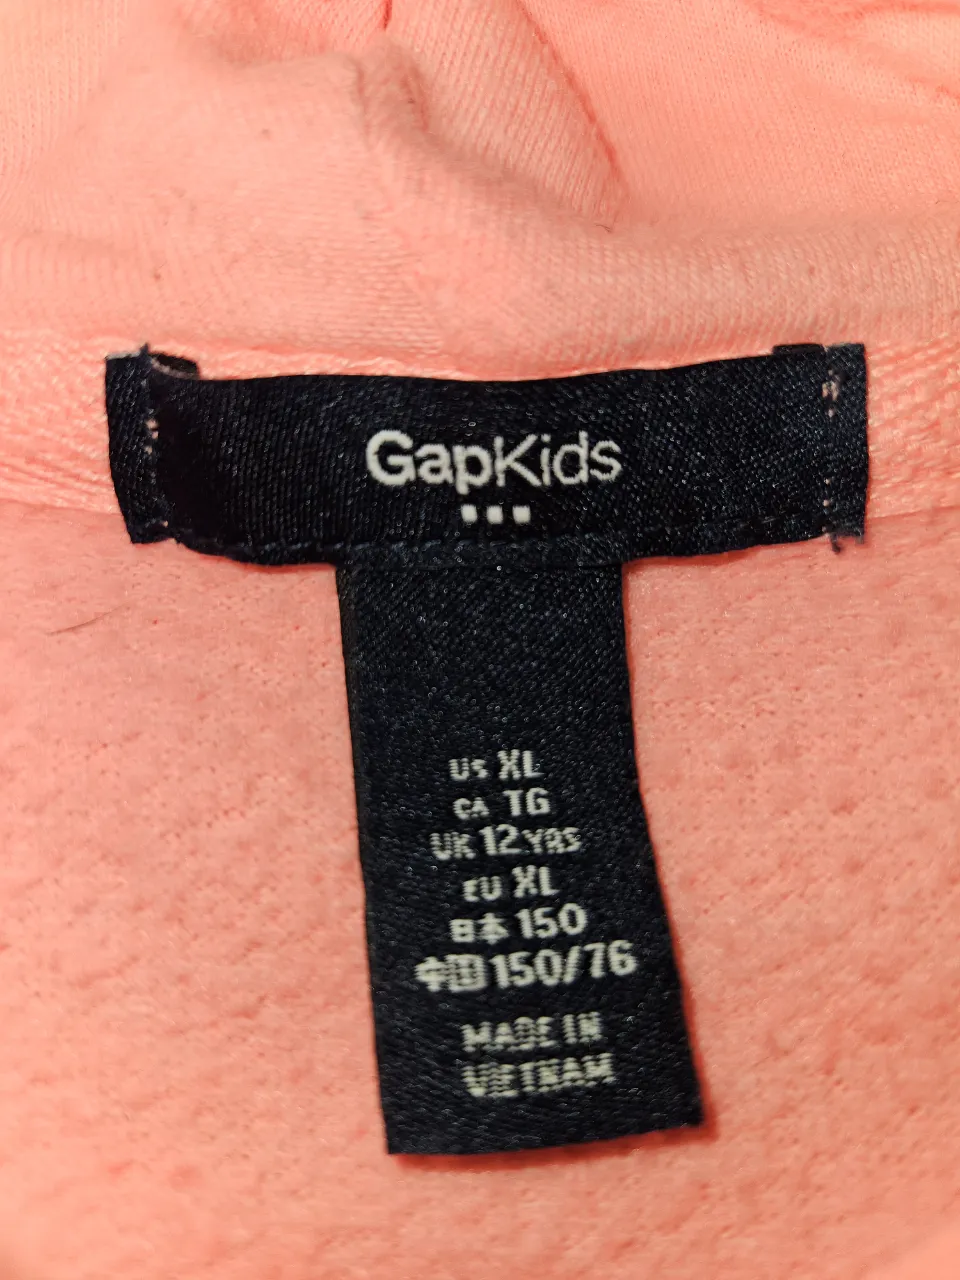 GapKids
US XL
CA TG
UK 12 YRS
EU XL
日本 150
中国 150/76
MADE IN
VIETNAM